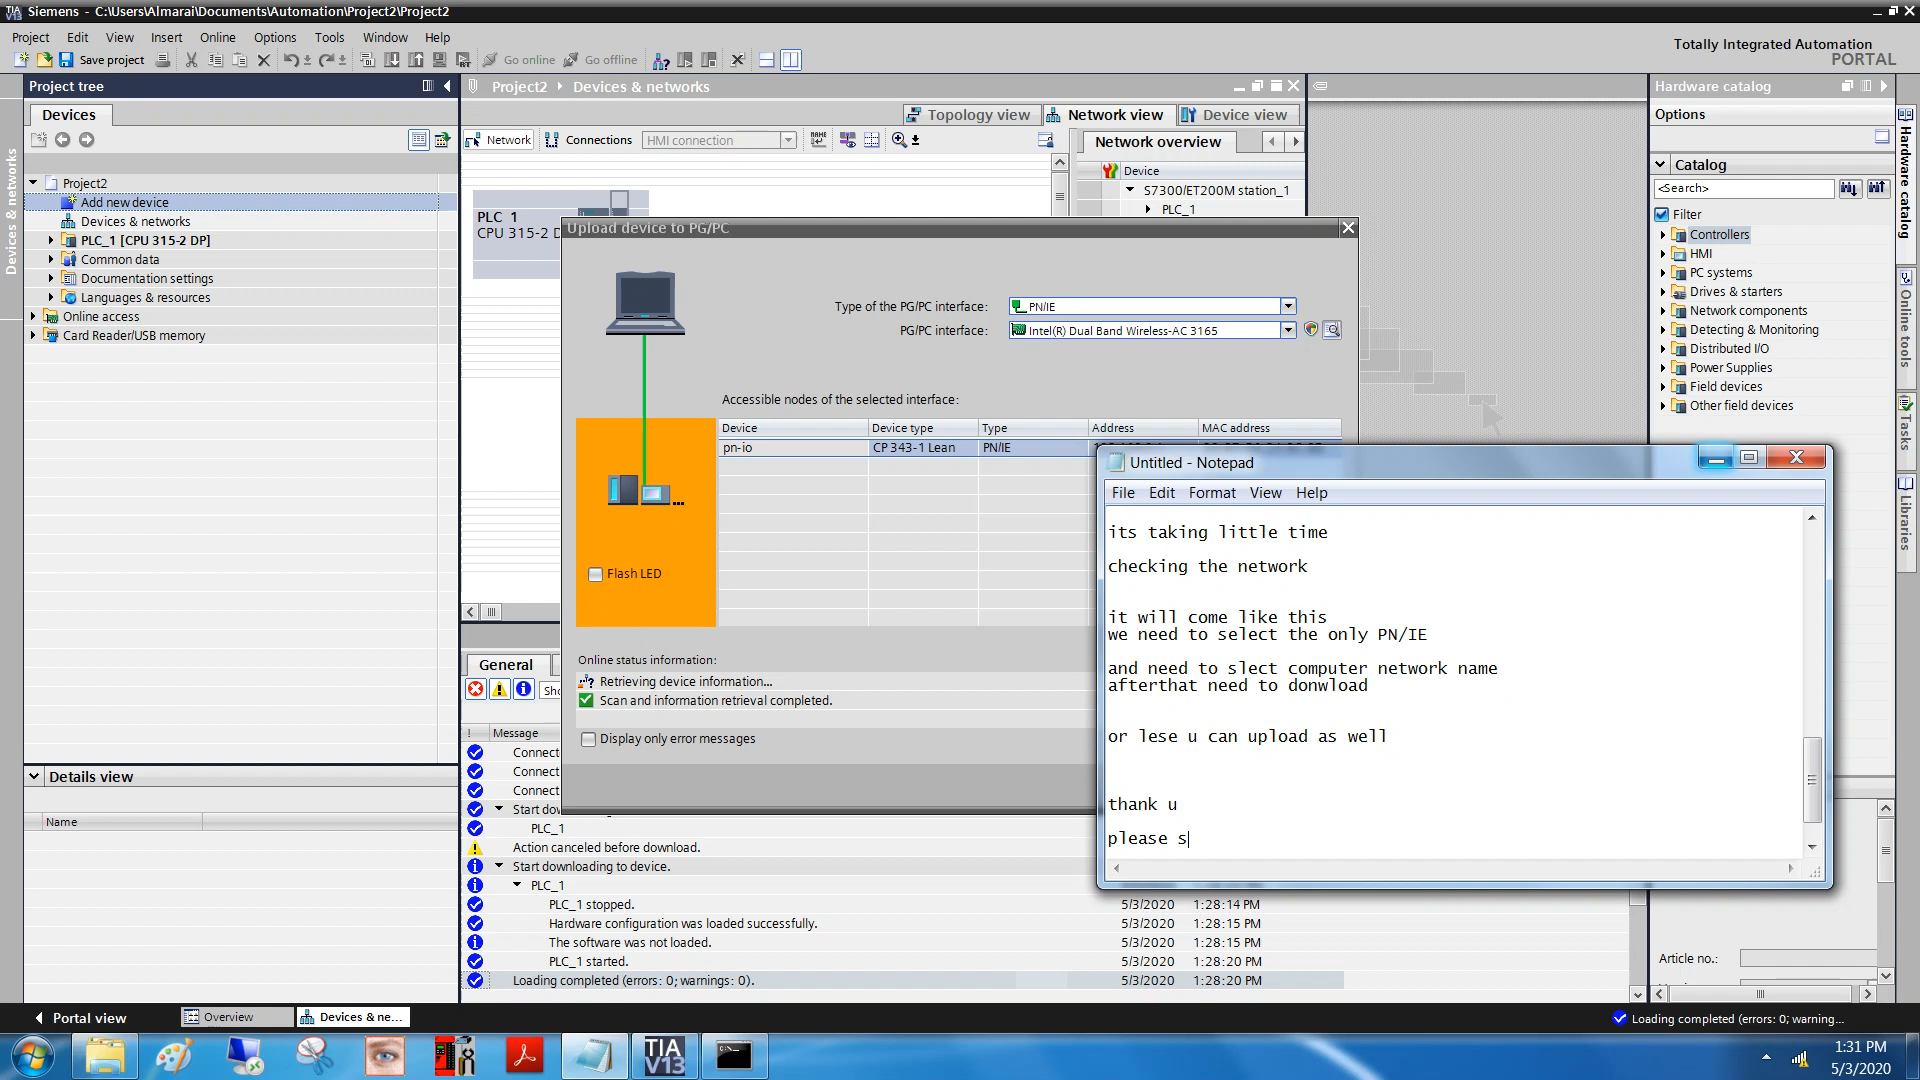 Siemens - C:\Users\Almarai\Documents\Automation\Project2\Project2
Project Edit View Insert Online Options Tools Window Help
Totally Integrated Automation
PORTAL
Save project
Go online
Go offline
Project tree
Project2 Devices & networks
Hardware catalog
Devices
Topology view
Network view
Device view
Options
Network
Connections
HMI connection
Network overview
Device
S7300/ET200M station_1
PLC_1
Catalog
<Search>
Filter
Controllers
HMI
PC systems
Drives & starters
Network components
Detecting & Monitoring
Distributed I/O
Power Supplies
Field devices
Other field devices
Devices & networks
Hardware catalog
Online tools
Tasks
Libraries
Project2
Add new device
Devices & networks
PLC_1 [CPU 315-2 DP]
Common data
Documentation settings
Languages & resources
Online access
Card Reader/USB memory
PLC 1
CPU 315-2 D
Upload device to PG/PC
Type of the PG/PC interface:
PN/IE
PG/PC interface:
Intel(R) Dual Band Wireless-AC 3165
Accessible nodes of the selected interface:
Device Device type Type Address MAC address
pn-io CP 343-1 Lean PN/IE
Flash LED
Online status information:
Retrieving device information...
Scan and information retrieval completed.
Display only error messages
Untitled - Notepad
File Edit Format View Help
its taking little time
checking the network
it will come like this
we need to select the only PN/IE
and need to slect computer network name
afterthat need to donwload
or lese u can upload as well
thank u
please s
General
Sho
! Message
Connect
Connect
Connect
Start dow
PLC_1
Action canceled before download.
Start downloading to device.
PLC_1
PLC_1 stopped. 5/3/2020 1:28:14 PM
Hardware configuration was loaded successfully. 5/3/2020 1:28:15 PM
The software was not loaded. 5/3/2020 1:28:15 PM
PLC_1 started. 5/3/2020 1:28:20 PM
Loading completed (errors: 0; warnings: 0). 5/3/2020 1:28:20 PM
Details view
Name
Article no.:
Portal view
Overview
Devices & ne...
Loading completed (errors: 0; warning...
TIA
V13
1:31 PM
5/3/2020